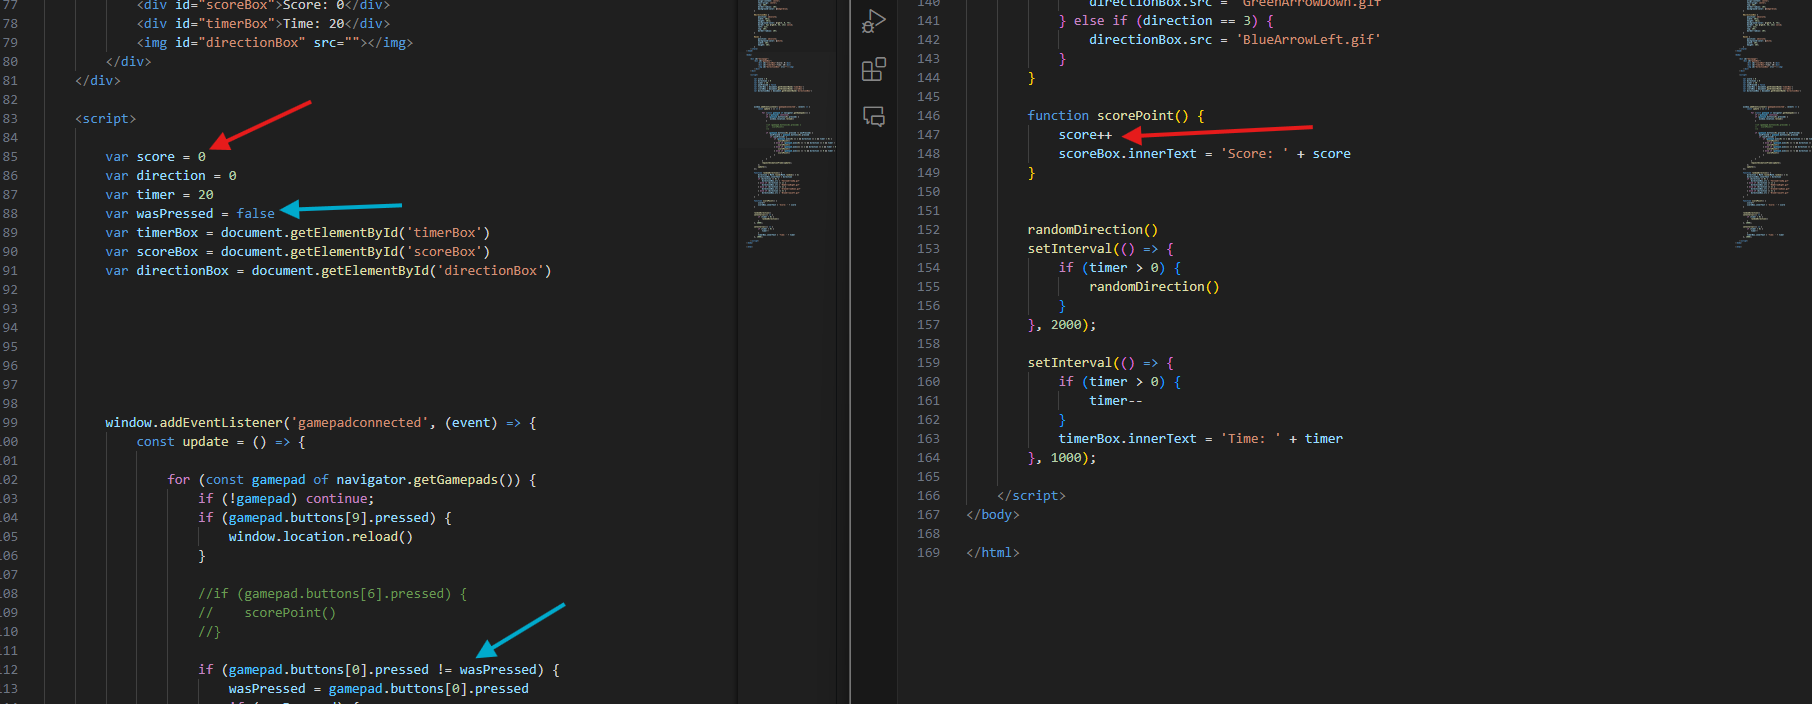 77 <div id="scoreBox">Score: 0</div>
78 <div id="timerBox">Time: 20</div>
79 <img id="directionBox" src=""></img>
80 </div>
81 </div>
82
83 <script>
84
85 var score = 0
86 var direction = 0
87 var timer = 20
88 var wasPressed = false
89 var timerBox = document.getElementById('timerBox')
90 var scoreBox = document.getElementById('scoreBox')
91 var directionBox = document.getElementById('directionBox')
92
93
94
95
96
97
98
99 window.addEventListener('gamepadconnected', (event) => {
00 const update = () => {
01
02 for (const gamepad of navigator.getGamepads()) {
03 if (!gamepad) continue;
04 if (gamepad.buttons[9].pressed) {
05 window.location.reload()
06 }
07
08 //if (gamepad.buttons[6].pressed) {
09 // scorePoint()
10 //}
11
12 if (gamepad.buttons[0].pressed != wasPressed) {
13 wasPressed = gamepad.buttons[0].pressed
140 directionBox.src = 'GreenArrowDown.gif'
141 } else if (direction == 3) {
142 directionBox.src = 'BlueArrowLeft.gif'
143 }
144 }
145
146 function scorePoint() {
147 score++
148 scoreBox.innerText = 'Score: ' + score
149 }
150
151
152 randomDirection()
153 setInterval(() => {
154 if (timer > 0) {
155 randomDirection()
156 }
157 }, 2000);
158
159 setInterval(() => {
160 if (timer > 0) {
161 timer--
162 }
163 timerBox.innerText = 'Time: ' + timer
164 }, 1000);
165
166 </script>
167 </body>
168
169 </html>